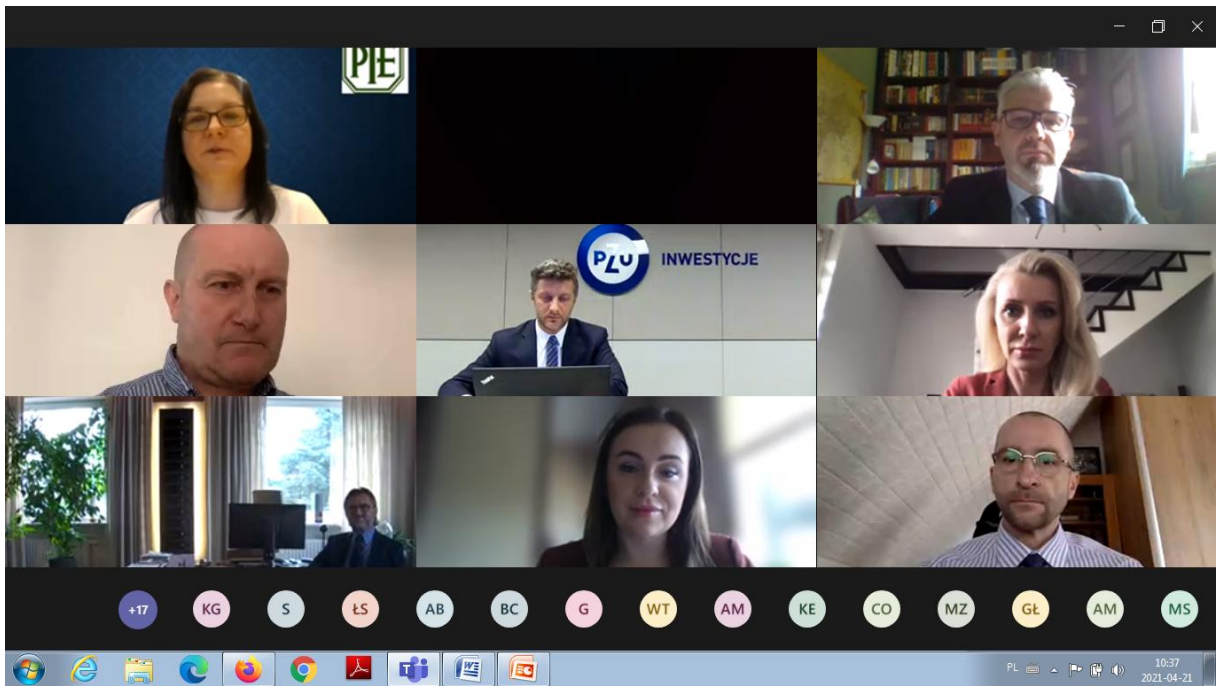 PTE
PZU INWESTYCJE
+17 KG S ŁS AB BC G WT AM KE CO MZ GŁ AM MS
PL 10:37
2021-04-21